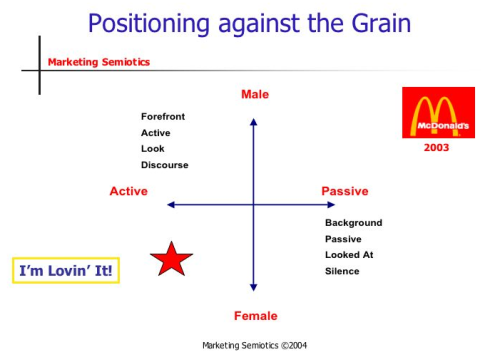 Positioning against the Grain
Marketing Semiotics
Male
Forefront
Active
Look
Discourse
McDonald's
2003
Active
Passive
Background
Passive
Looked At
Silence
I'm Lovin' It!
Female
Marketing Semiotics ©2004